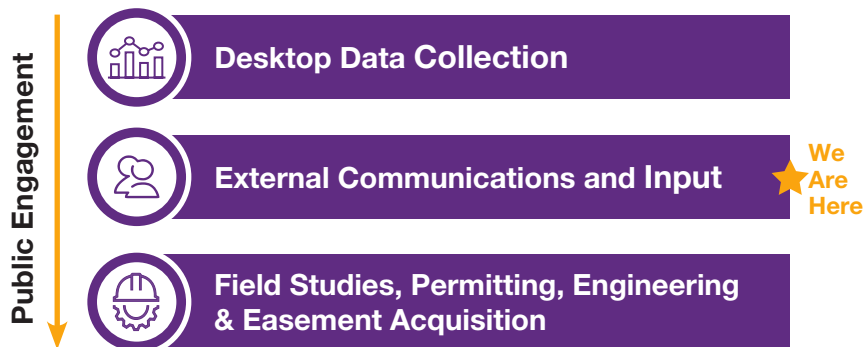 Public Engagement
Desktop Data Collection
External Communications and Input
We
Are
Here
Field Studies, Permitting, Engineering
& Easement Acquisition